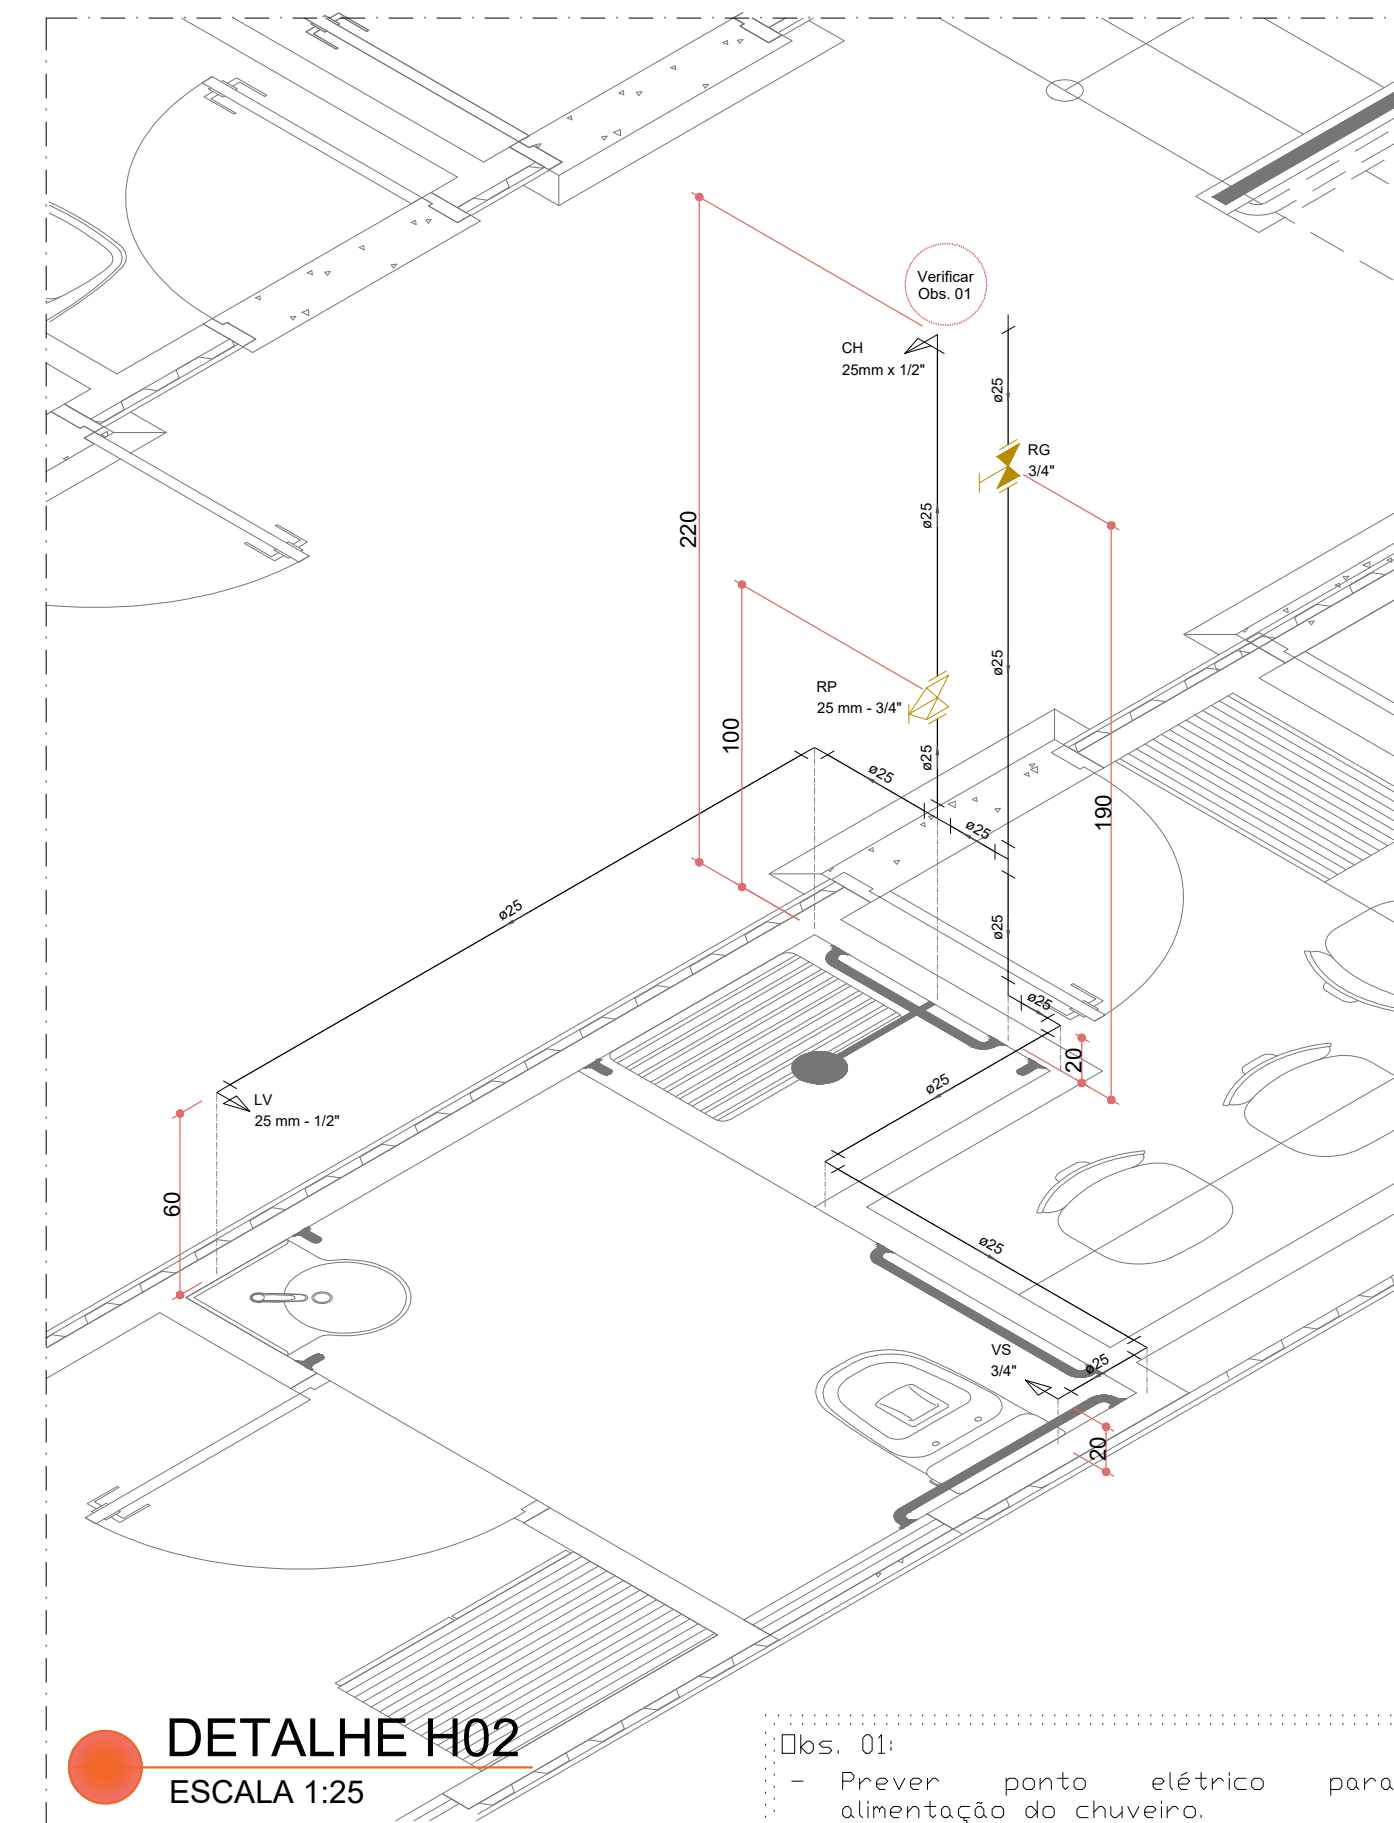 Verificar
Obs. 01
CH
25mm x 1/2"
ø25
RG
3/4"
ø25
220
ø25
RP
25 mm - 3/4"
100
ø25
ø25
ø25
190
ø25
ø25
ø25
ø25
20
LV
25 mm - 1/2"
ø25
60
ø25
VS
3/4"
ø25
20
DETALHE H02
ESCALA 1:25
Obs. 01:
- Prever ponto elétrico para
alimentação do chuveiro.